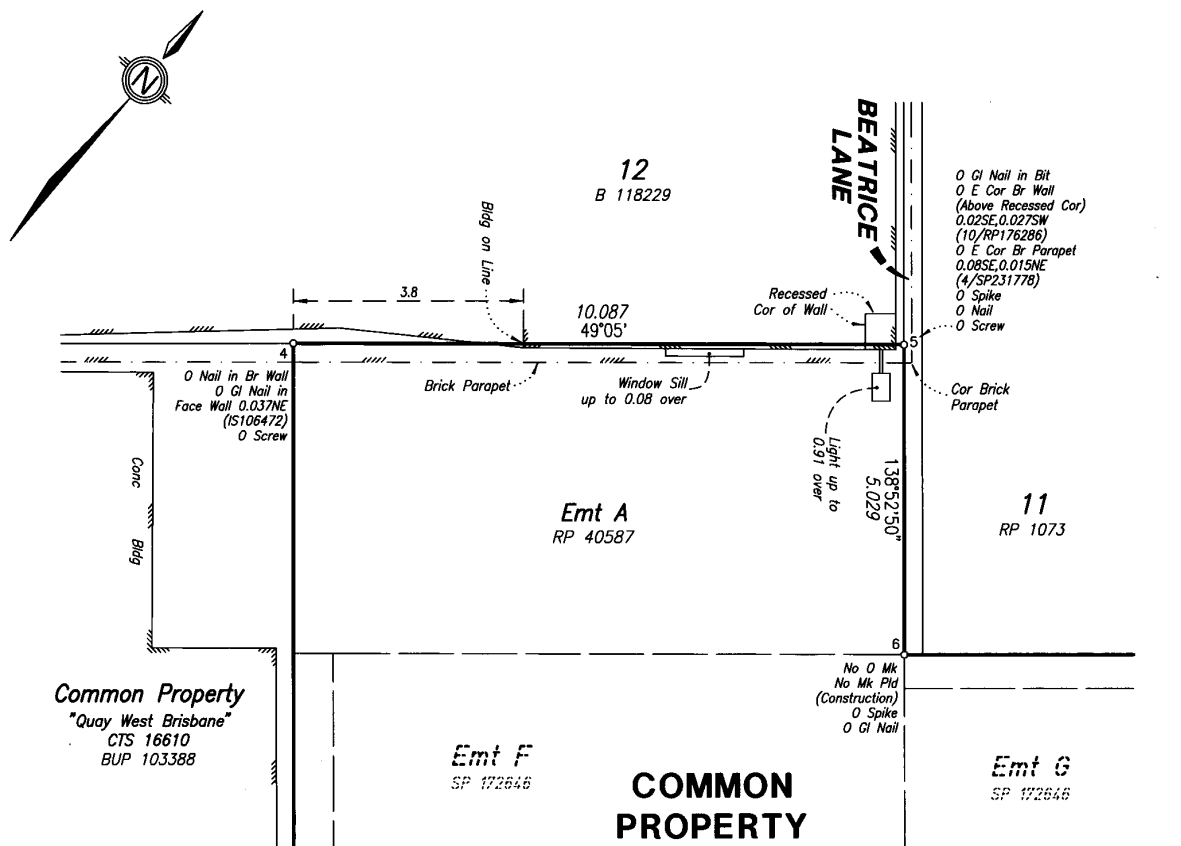 N
12
B 118229
BEATRICE
LANE
O GI Nail in Bit
O E Cor Br Wall
(Above Recessed Cor)
0.02SE,0.027SW
(10/RP176286)
O E Cor Br Parapet
0.08SE,0.015NE
(4/SP231778)
O Spike
O Nail
O Screw
Bldg on Line
3.8
10.087
49°05'
Recessed
Cor of Wall
5
4
O Nail in Br Wall
O GI Nail in
Face Wall 0.037NE
(IS106472)
O Screw
Brick Parapet
Window Sill
up to 0.08 over
Cor Brick
Parapet
Light up to
0.91 over
138°52'50"
5.029
Conc Bldg
Emt A
RP 40587
11
RP 1073
6
No O Mk
No Mk Pld
(Construction)
O Spike
O GI Nail
Common Property
"Quay West Brisbane"
CTS 16610
BUP 103388
Emt F
SP 172646
COMMON
PROPERTY
Emt G
SP 172646